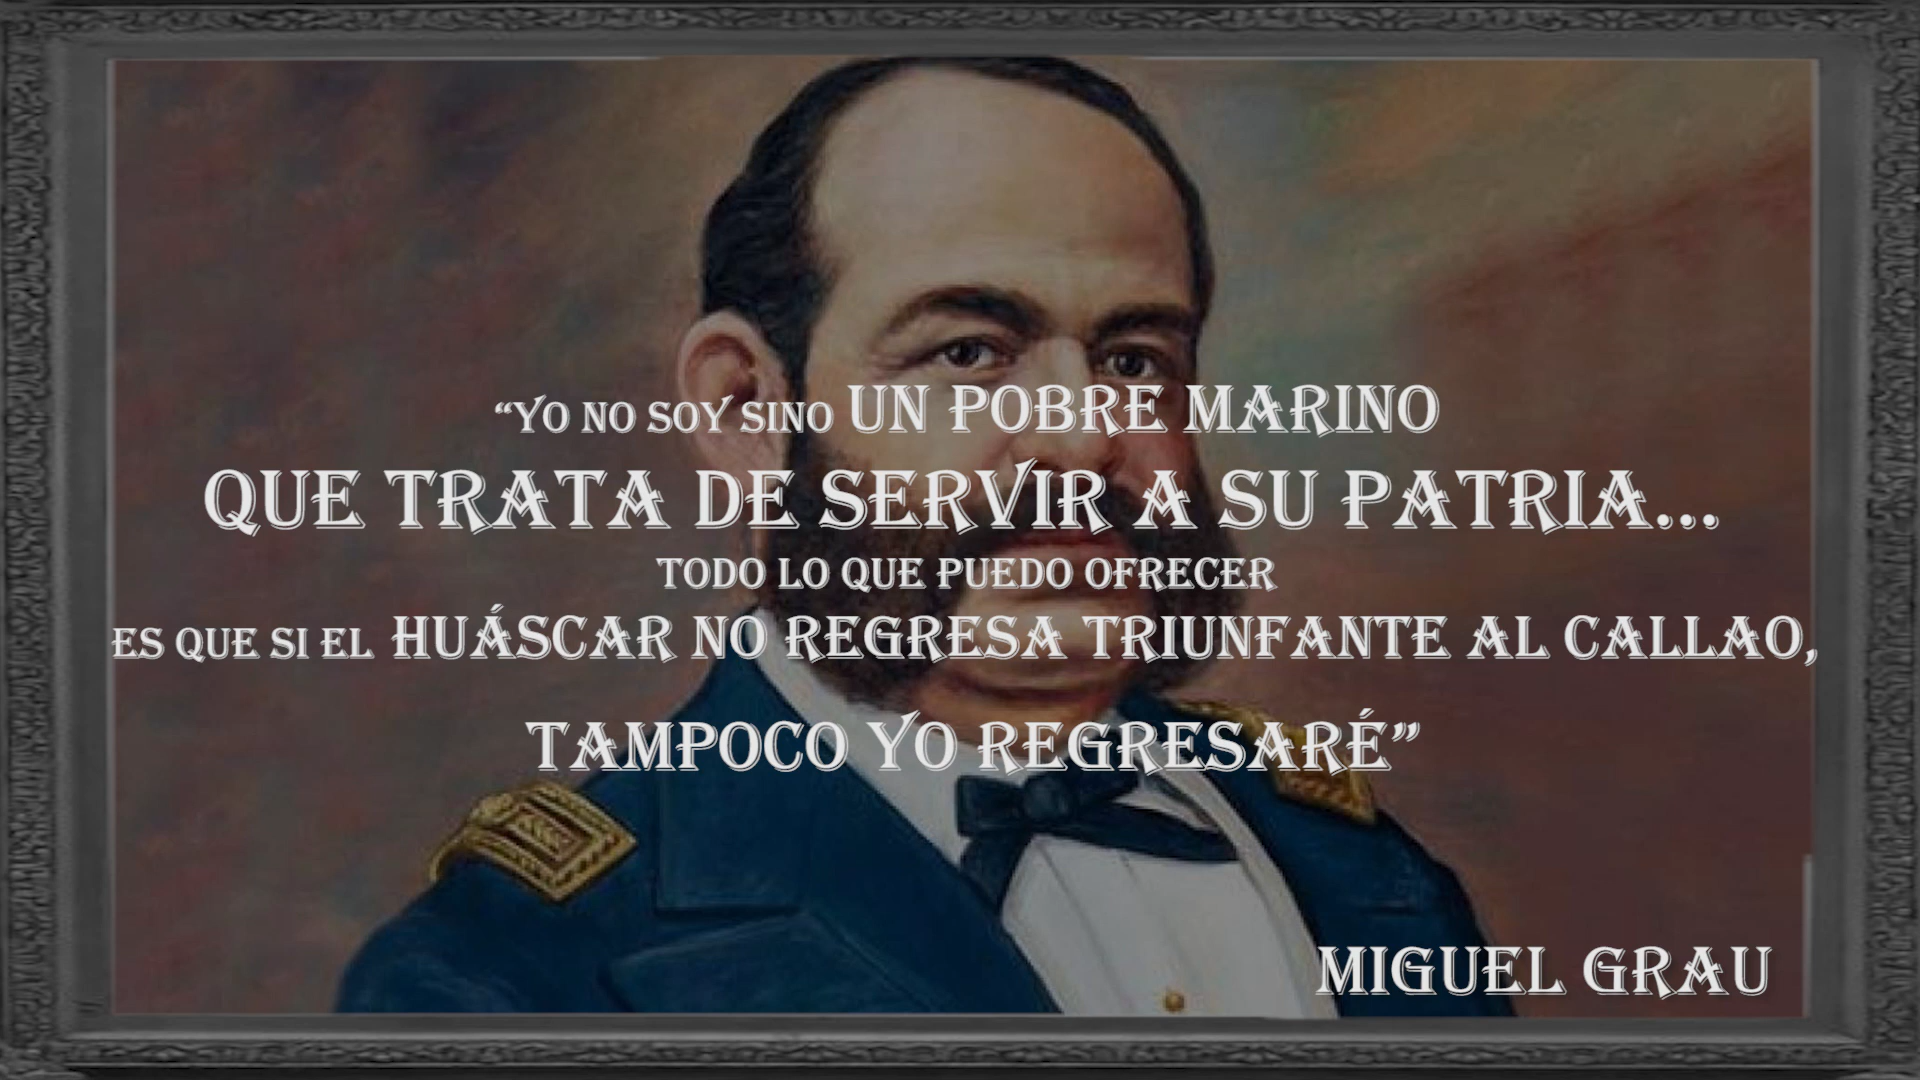 “YO NO SOY SINO UN POBRE MARINO
QUE TRATA DE SERVIR A SU PATRIA...
TODO LO QUE PUEDO OFRECER
ES QUE SI EL HUÁSCAR NO REGRESA TRIUNFANTE AL CALLAO,
TAMPOCO YO REGRESARÉ”
MIGUEL GRAU